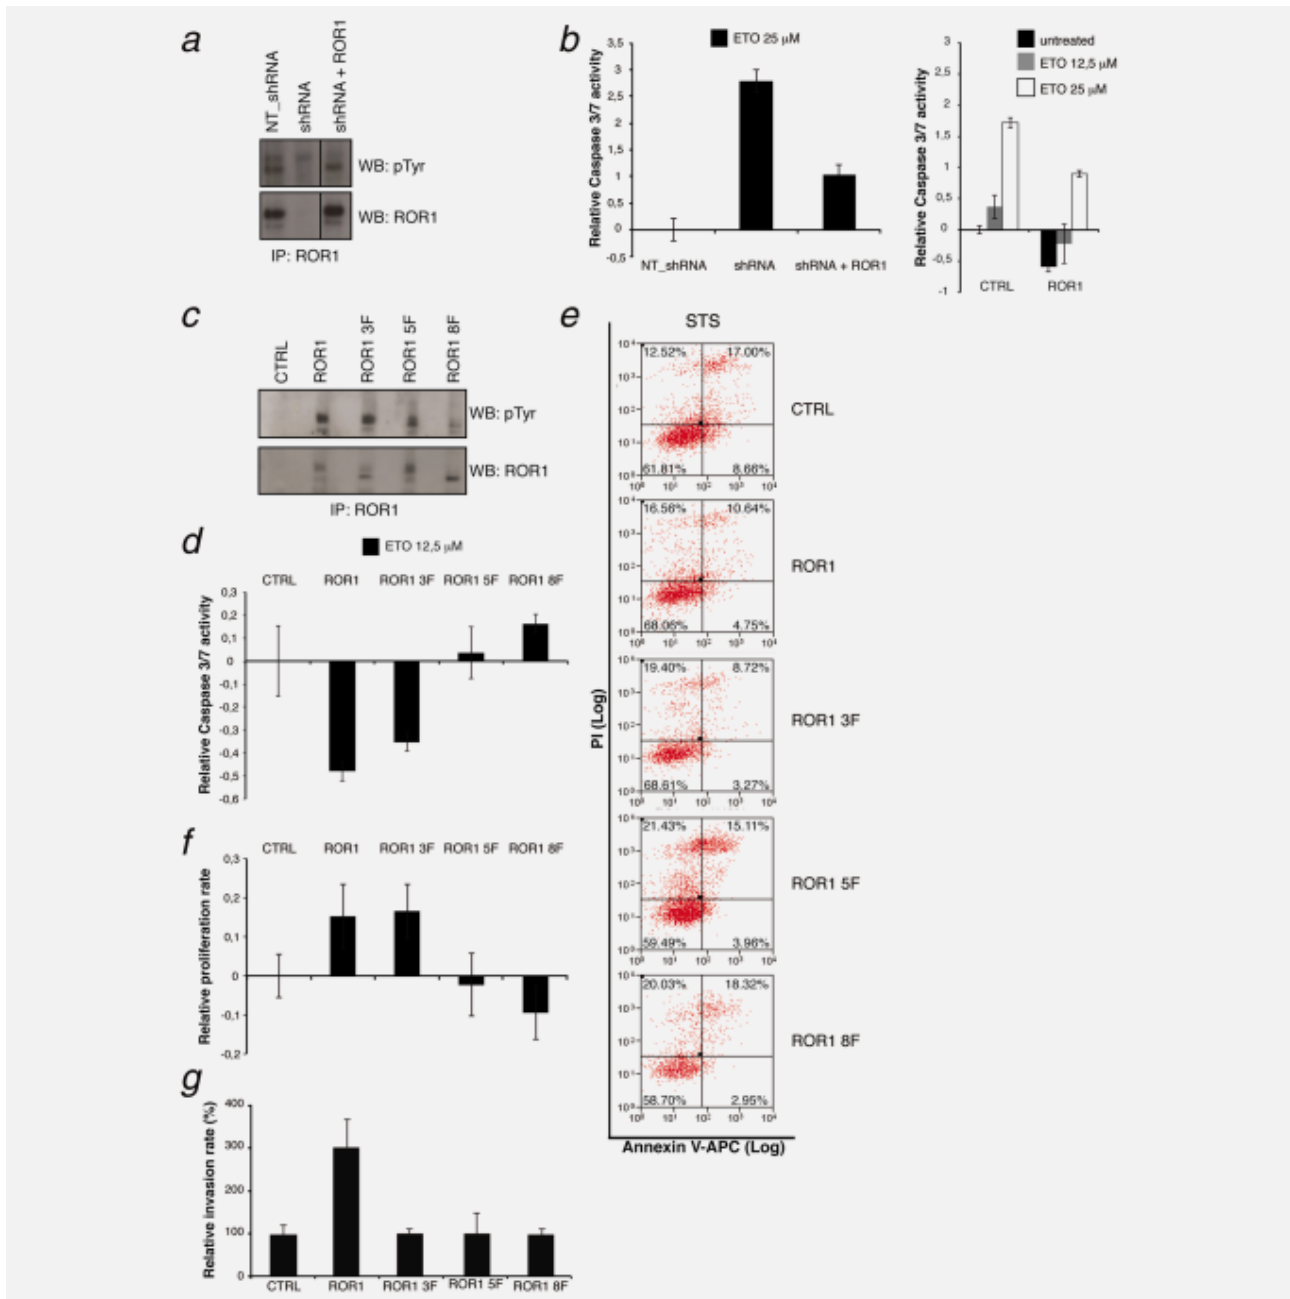 a
NT_shRNA
shRNA
shRNA + ROR1
WB: pTyr
WB: ROR1
IP: ROR1
b
ETO 25 µM
Relative Caspase 3/7 activity
3,5
3
2,5
2
1,5
1
0,5
0
-0,5
NT_shRNA shRNA shRNA + ROR1
untreated
ETO 12,5 µM
ETO 25 µM
Relative Caspase 3/7 activity
3
2,5
2
1,5
1
0,5
0
-0,5
-1
CTRL ROR1
c
CTRL
ROR1
ROR1 3F
ROR1 5F
ROR1 8F
WB: pTyr
WB: ROR1
IP: ROR1
d
ETO 12,5 µM
CTRL ROR1 ROR1 3F ROR1 5F ROR1 8F
Relative Caspase 3/7 activity
0,3
0,2
0,1
0
-0,1
-0,2
-0,3
-0,4
-0,5
-0,6
e
STS
PI (Log)
12.52% 17.00%
61.81% 8.66%
CTRL
16.56% 10.64%
68.06% 4.75%
ROR1
19.40% 8.72%
68.61% 3.27%
ROR1 3F
21.43% 15.11%
59.49% 3.96%
ROR1 5F
20.03% 18.32%
58.70% 2.95%
ROR1 8F
Annexin V-APC (Log)
f
CTRL ROR1 ROR1 3F ROR1 5F ROR1 8F
Relative proliferation rate
0,3
0,2
0,1
0
-0,1
-0,2
g
Relative invasion rate (%)
400
300
200
100
0
CTRL ROR1 ROR1 3F ROR1 5F ROR1 8F